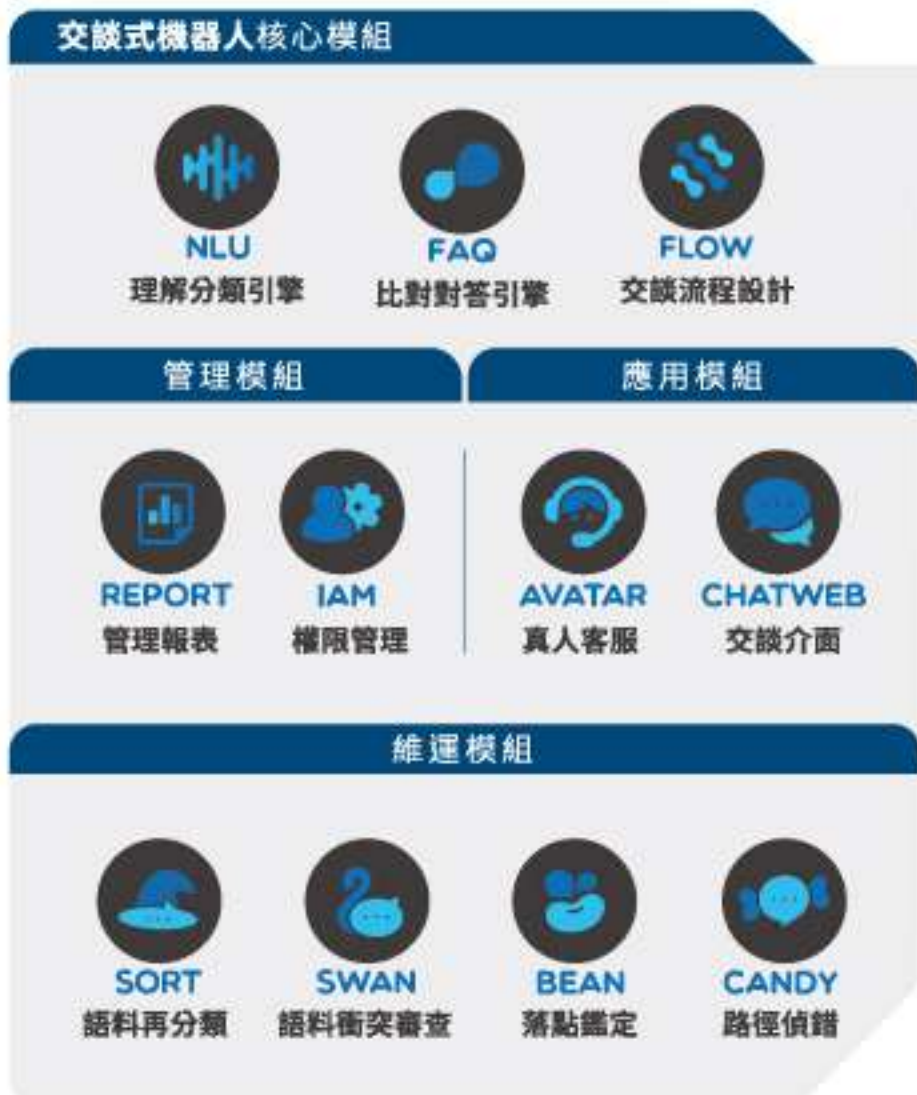 交談式機器人核心模組
NLU
理解分類引擎
FAQ
比對對答引擎
FLOW
交談流程設計
管理模組
REPORT
管理報表
IAM
權限管理
應用模組
AVATAR
真人客服
CHATWEB
交談介面
維運模組
SORT
語料再分類
SWAN
語料衝突審查
BEAN
落點鑑定
CANDY
路徑偵錯